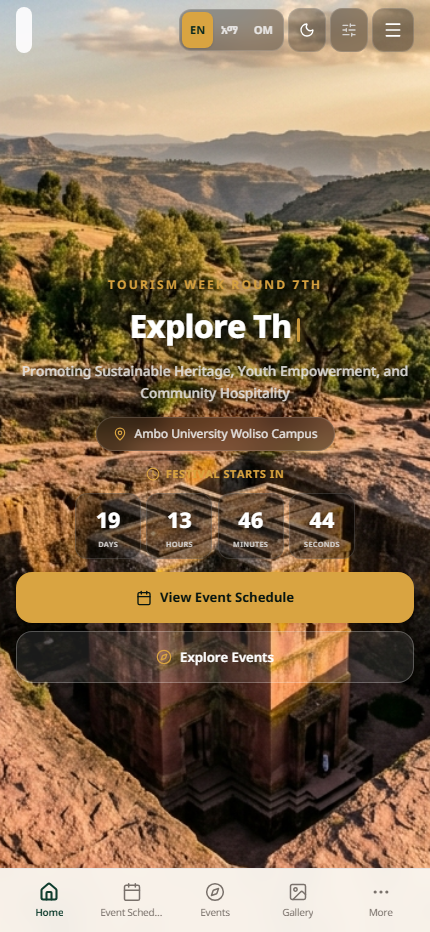 EN አማ OM
TOURISM WEEK ROUND 7TH
Explore Th
Promoting Sustainable Heritage, Youth Empowerment, and
Community Hospitality
Ambo University Woliso Campus
FESTIVAL STARTS IN
19 13 46 44
DAYS HOURS MINUTES SECONDS
View Event Schedule
Explore Events
Home Event Sched... Events Gallery More